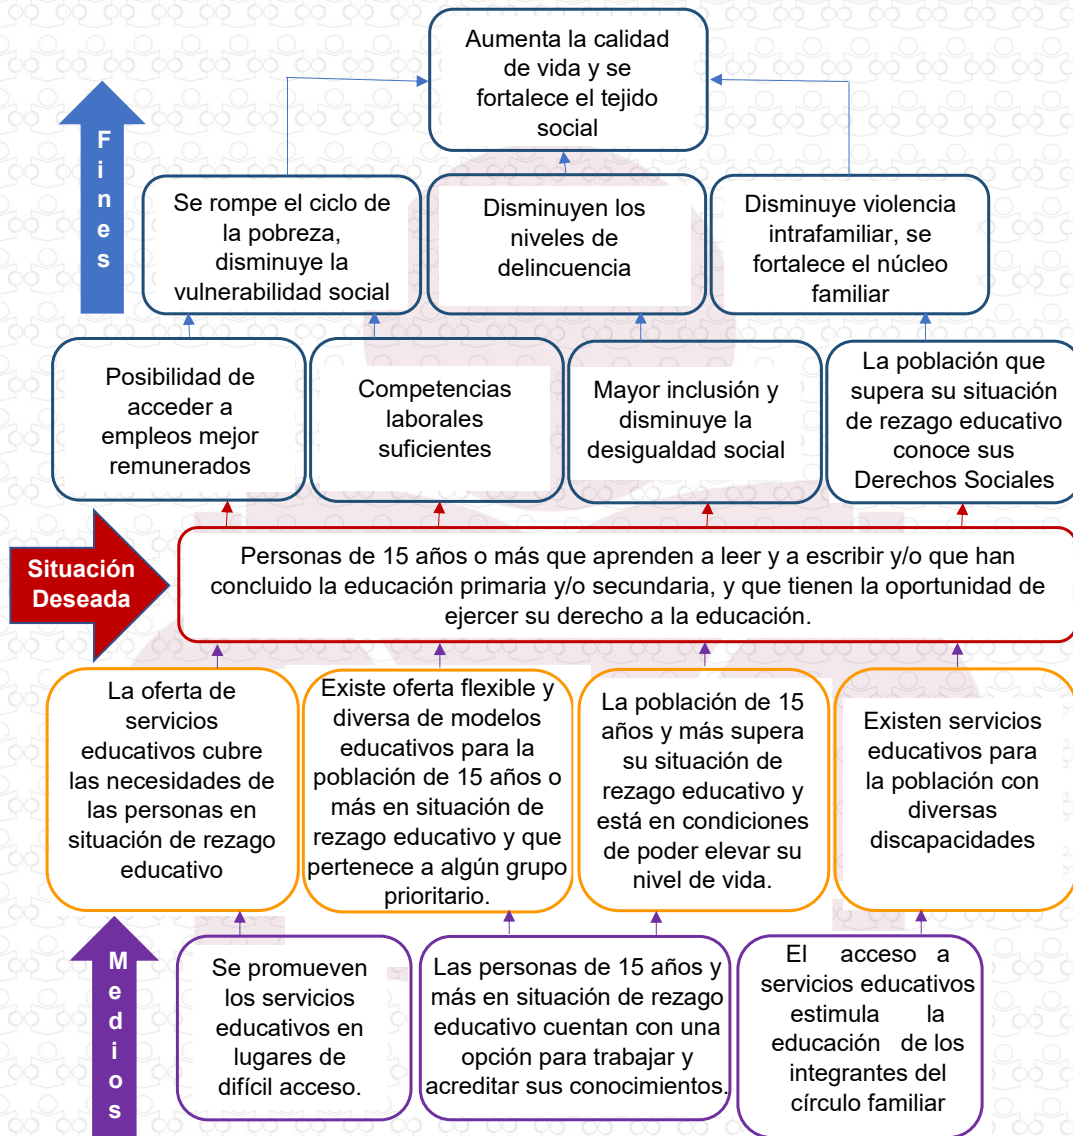 Aumenta la calidad
de vida y se
fortalece el tejido
social
Fines
Se rompe el ciclo de
la pobreza,
disminuye la
vulnerabilidad social
Disminuyen los
niveles de
delincuencia
Disminuye violencia
intrafamiliar, se
fortalece el núcleo
familiar
Posibilidad de
acceder a
empleos mejor
remunerados
Competencias
laborales
suficientes
Mayor inclusión y
disminuye la
desigualdad social
La población que
supera su situación
de rezago educativo
conoce sus
Derechos Sociales
Situación
Deseada
Personas de 15 años o más que aprenden a leer y a escribir y/o que han
concluido la educación primaria y/o secundaria, y que tienen la oportunidad de
ejercer su derecho a la educación.
La oferta de
servicios
educativos cubre
las necesidades de
las personas en
situación de rezago
educativo
Existe oferta flexible y
diversa de modelos
educativos para la
población de 15 años o
más en situación de
rezago educativo y que
pertenece a algún grupo
prioritario.
La población de 15
años y más supera
su situación de
rezago educativo y
está en condiciones
de poder elevar su
nivel de vida.
Existen servicios
educativos para
la población con
diversas
discapacidades
Medios
Se promueven
los servicios
educativos en
lugares de
difícil acceso.
Las personas de 15 años y
más en situación de rezago
educativo cuentan con una
opción para trabajar y
acreditar sus conocimientos.
El acceso a
servicios educativos
estimula la
educación de los
integrantes del
círculo familiar